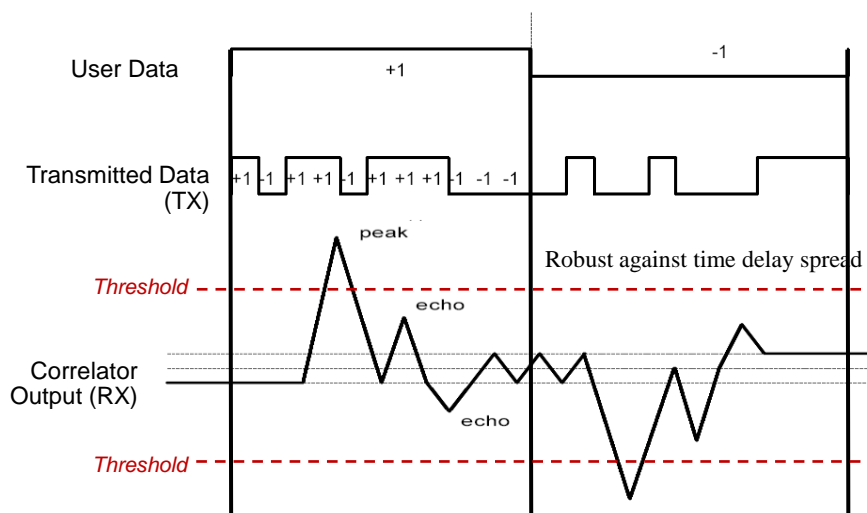 User Data
+1
-1
Transmitted Data
(TX)
+1 -1 +1 +1 -1 +1 +1 +1 -1 -1 -1
peak
Robust against time delay spread
Threshold
echo
Correlator
Output (RX)
echo
Threshold